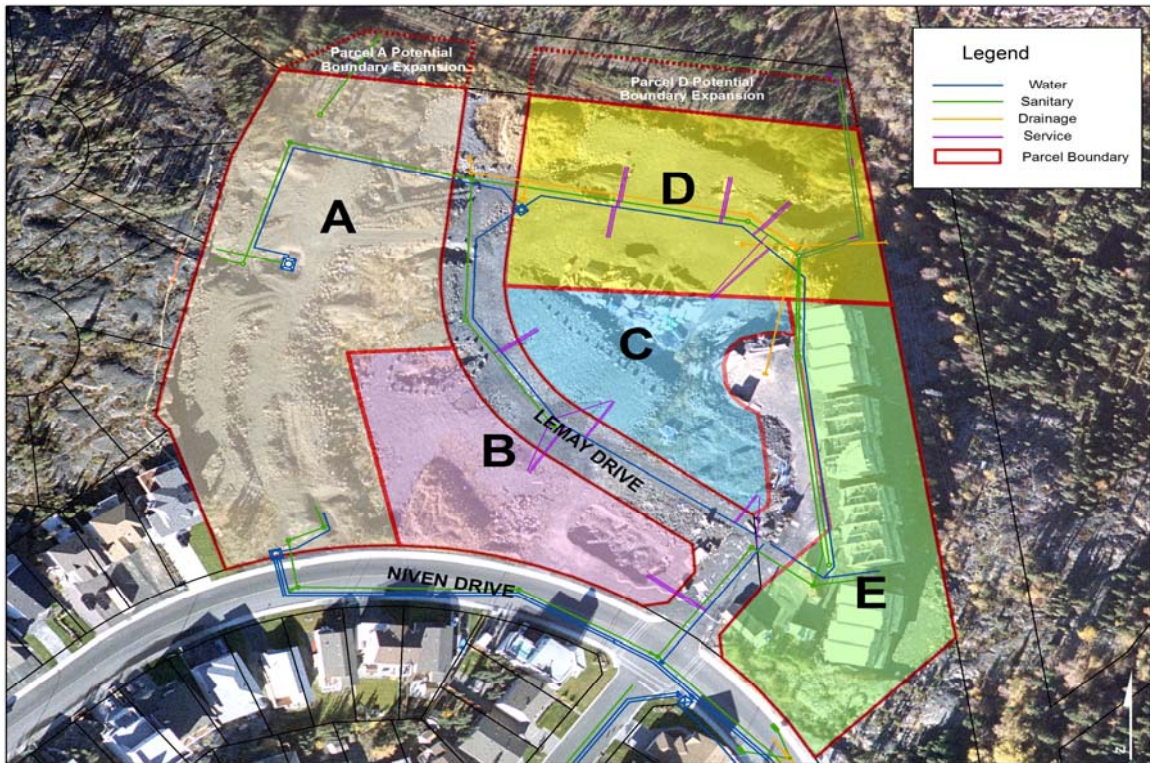 Parcel A Potential
Boundary Expansion
Parcel D Potential
Boundary Expansion
Legend
Water
Sanitary
Drainage
Service
Parcel Boundary
A
D
C
B
LEMAY DRIVE
E
NIVEN DRIVE
N